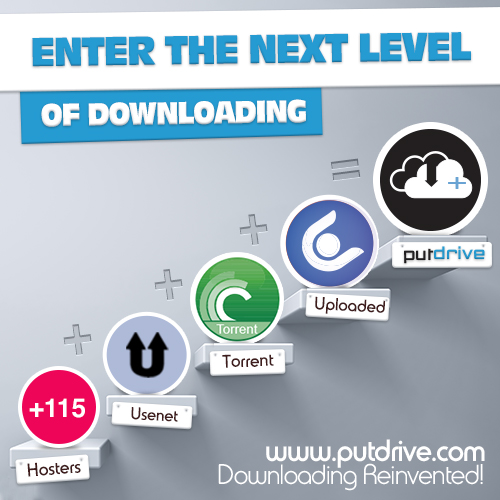 ENTER THE NEXT LEVEL
OF DOWNLOADING
=
putdrive
+
Uploaded
+
Torrent
Torrent
+
U
Usenet
+115
Hosters
www.putdrive.com
Downloading Reinvented!